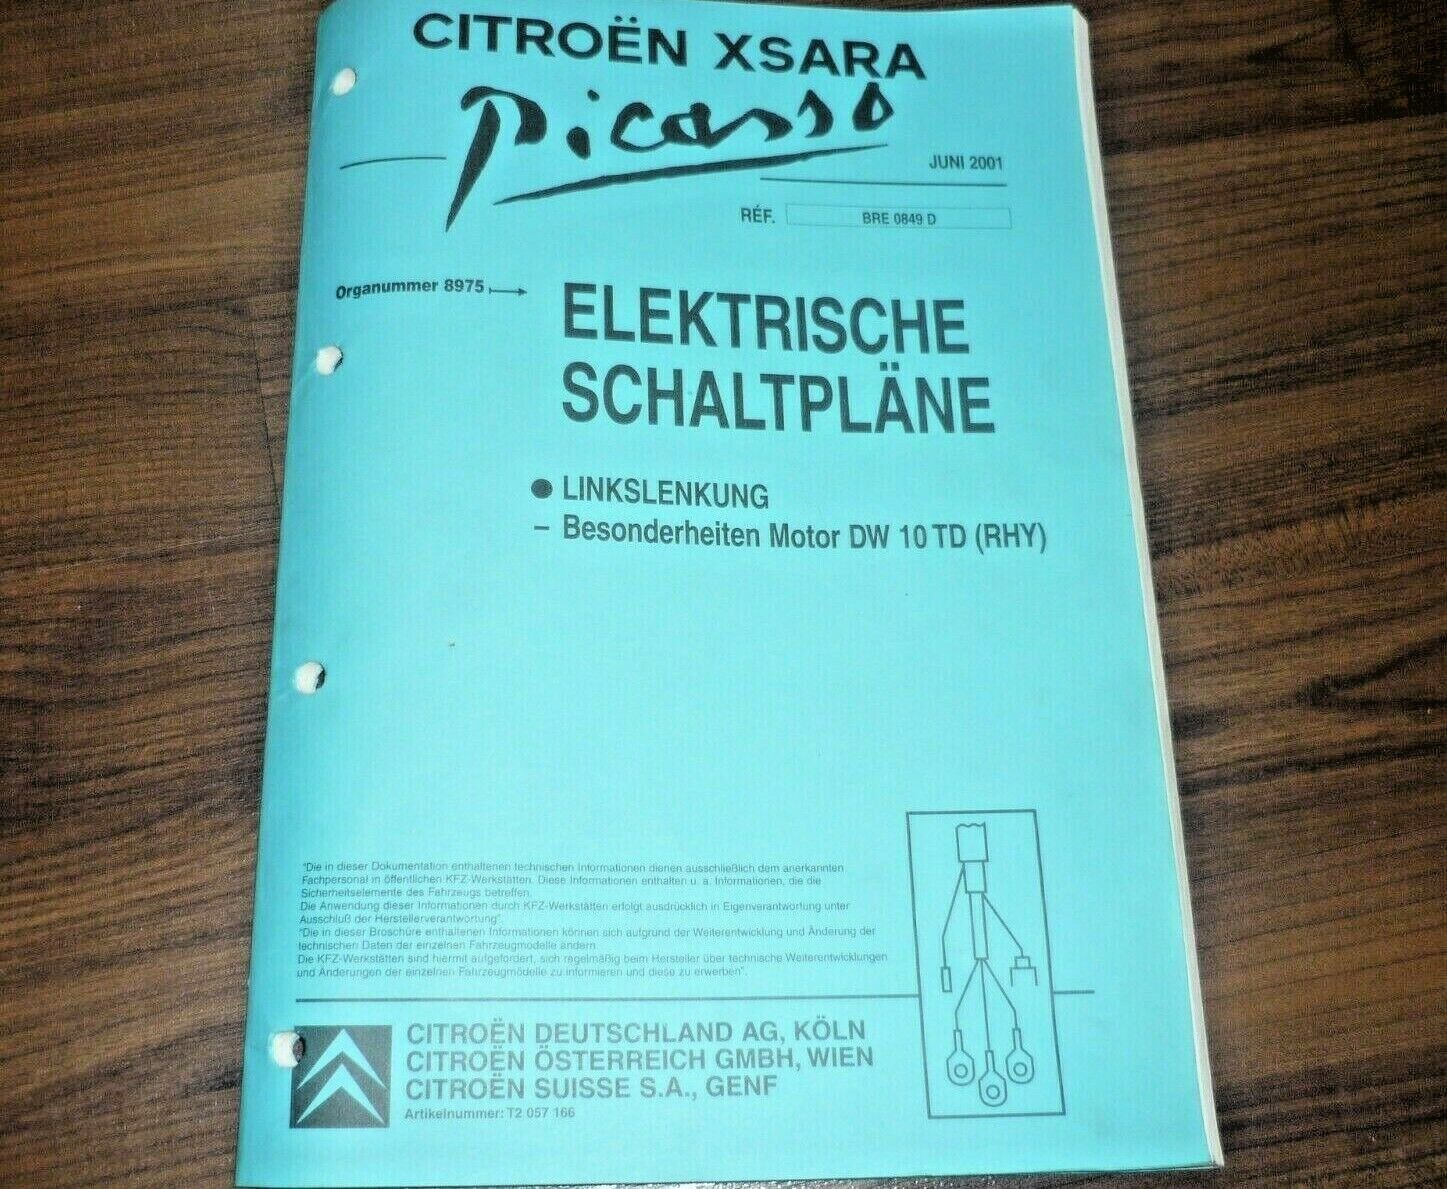 CITROËN XSARA
Picasso
JUNI 2001
RÉF. BRE 0849 D
Organummer 8975
ELEKTRISCHE
SCHALTPLÄNE
● LINKSLENKUNG
– Besonderheiten Motor DW 10 TD (RHY)
"Die in dieser Dokumentation enthaltenen technischen Informationen dienen ausschließlich dem anerkannten
Fachpersonal in öffentlichen KFZ-Werkstätten. Diese Informationen enthalten u. a. Informationen, die die
Sicherheitselemente des Fahrzeugs betreffen.
Die Anwendung dieser Informationen durch KFZ-Werkstätten erfolgt ausdrücklich in Eigenverantwortung unter
Ausschluß der Herstellerverantwortung".
"Die in dieser Broschüre enthaltenen Informationen können sich aufgrund der Weiterentwicklung und Änderung der
technischen Daten der einzelnen Fahrzeugmodelle ändern.
Die KFZ-Werkstätten sind hiermit aufgefordert, sich regelmäßig beim Hersteller über technische Weiterentwicklungen
und Änderungen der einzelnen Fahrzeugmodelle zu informieren und diese zu erwerben".
CITROËN DEUTSCHLAND AG, KÖLN
CITROËN ÖSTERREICH GMBH, WIEN
CITROËN SUISSE S.A., GENF
Artikelnummer: T2 057 166